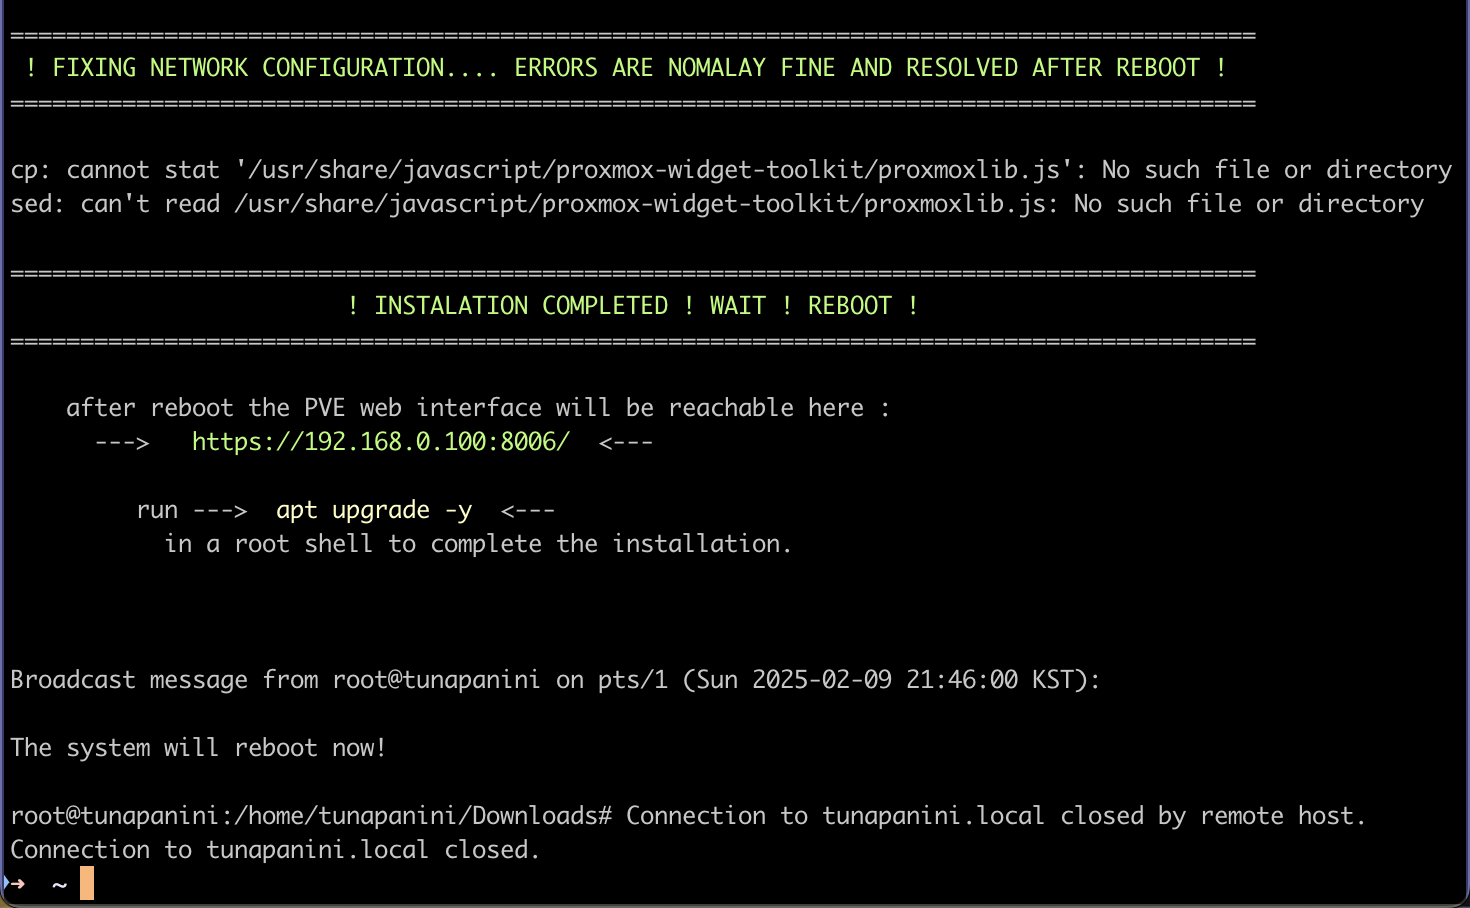 =========================================================================================
! FIXING NETWORK CONFIGURATION.... ERRORS ARE NOMALAY FINE AND RESOLVED AFTER REBOOT !
=========================================================================================
cp: cannot stat '/usr/share/javascript/proxmox-widget-toolkit/proxmoxlib.js': No such file or directory
sed: can't read /usr/share/javascript/proxmox-widget-toolkit/proxmoxlib.js: No such file or directory
=========================================================================================
! INSTALATION COMPLETED ! WAIT ! REBOOT !
=========================================================================================
after reboot the PVE web interface will be reachable here :
---> https://192.168.0.100:8006/ <---
run ---> apt upgrade -y <---
in a root shell to complete the installation.
Broadcast message from root@tunapanini on pts/1 (Sun 2025-02-09 21:46:00 KST):
The system will reboot now!
root@tunapanini:/home/tunapanini/Downloads# Connection to tunapanini.local closed by remote host.
Connection to tunapanini.local closed.
➜ ~